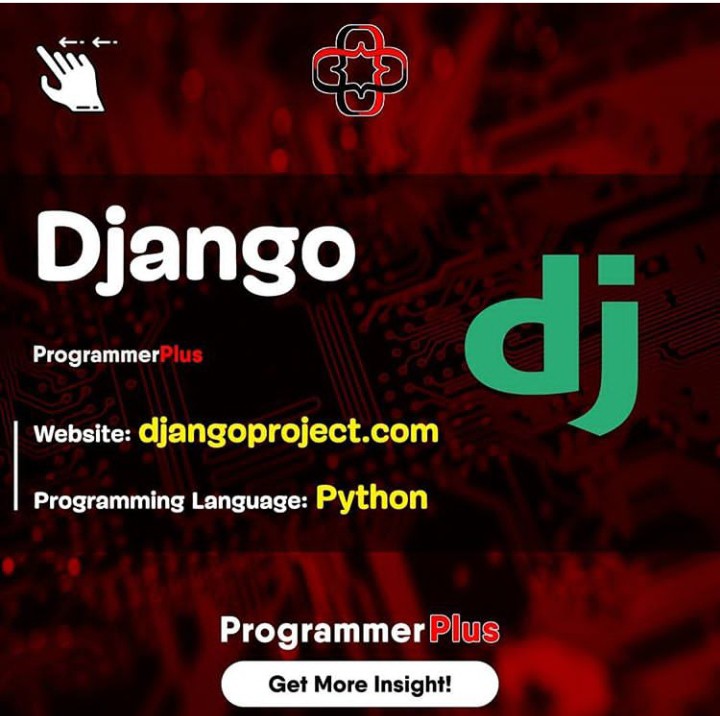 Django
dj
ProgrammerPlus
Website: djangoproject.com
Programming Language: Python
ProgrammerPlus
Get More Insight!